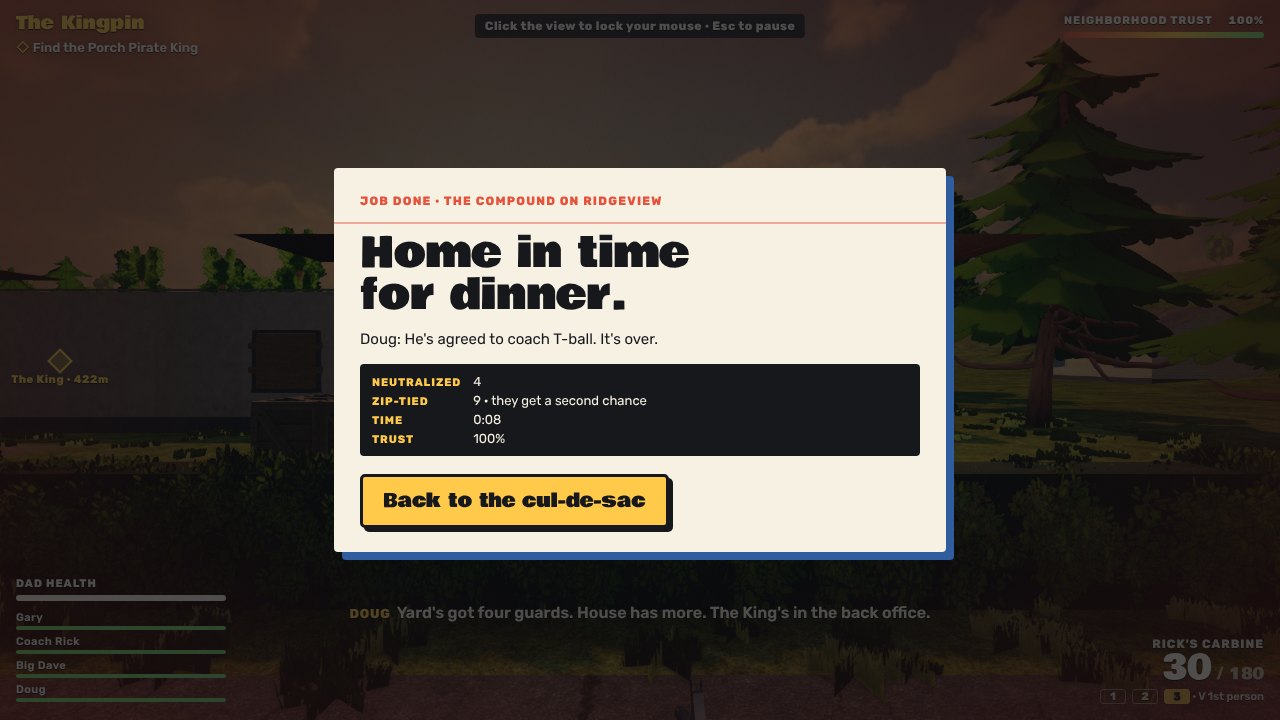 The Kingpin
Find the Porch Pirate King
Click the view to lock your mouse • Esc to pause
NEIGHBORHOOD TRUST 100%
JOB DONE • THE COMPOUND ON RIDGEVIEW
Home in time
for dinner.
Doug: He's agreed to coach T-ball. It's over.
NEUTRALIZED 4
ZIP-TIED 9 • they get a second chance
TIME 0:08
TRUST 100%
Back to the cul-de-sac
The King • 422m
DAD HEALTH
Gary
Coach Rick
Big Dave
Doug
DOUG Yard's got four guards. House has more. The King's in the back office.
RICK'S CARBINE
30 / 180
1 2 3 • V 1st person